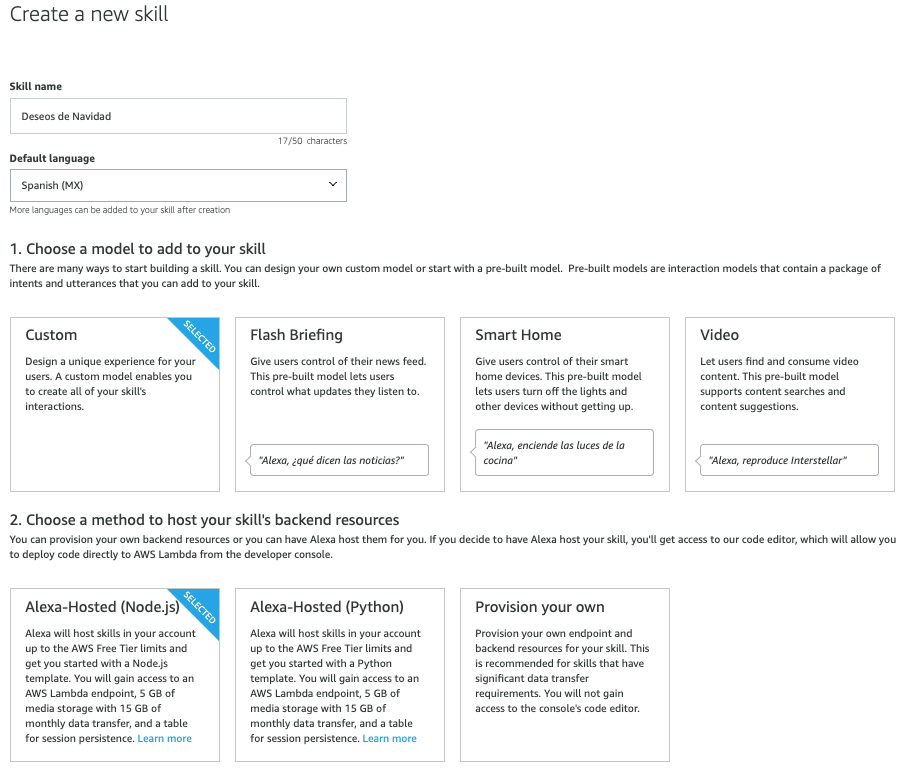 Create a new skill
Skill name
Deseos de Navidad
17/50 characters
Default language
Spanish (MX)
More languages can be added to your skill after creation
1. Choose a model to add to your skill
There are many ways to start building a skill. You can design your own custom model or start with a pre-built model. Pre-built models are interaction models that contain a package of
intents and utterances that you can add to your skill.
Custom
SELECTED
Design a unique experience for your
users. A custom model enables you
to create all of your skill's
interactions.
Flash Briefing
Give users control of their news feed.
This pre-built model lets users
control what updates they listen to.
"Alexa, ¿qué dicen las noticias?"
Smart Home
Give users control of their smart
home devices. This pre-built model
lets users turn off the lights and
other devices without getting up.
"Alexa, enciende las luces de la
cocina"
Video
Let users find and consume video
content. This pre-built model
supports content searches and
content suggestions.
"Alexa, reproduce Interstellar"
2. Choose a method to host your skill's backend resources
You can provision your own backend resources or you can have Alexa host them for you. If you decide to have Alexa host your skill, you'll get access to our code editor, which will allow you
to deploy code directly to AWS Lambda from the developer console.
Alexa-Hosted (Node.js)
SELECTED
Alexa will host skills in your account
up to the AWS Free Tier limits and
get you started with a Node.js
template. You will gain access to an
AWS Lambda endpoint, 5 GB of
media storage with 15 GB of
monthly data transfer, and a table
for session persistence. Learn more
Alexa-Hosted (Python)
Alexa will host skills in your account
up to the AWS Free Tier limits and
get you started with a Python
template. You will gain access to an
AWS Lambda endpoint, 5 GB of
media storage with 15 GB of
monthly data transfer, and a table
for session persistence. Learn more
Provision your own
Provision your own endpoint and
backend resources for your skill. This
is recommended for skills that have
significant data transfer
requirements. You will not gain
access to the console's code editor.